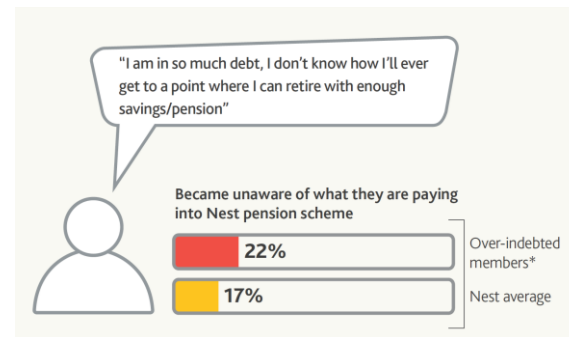 “I am in so much debt, I don’t know how I’ll ever
get to a point where I can retire with enough
savings/pension”
Became unaware of what they are paying
into Nest pension scheme
22%
Over-indebted
members*
17%
Nest average